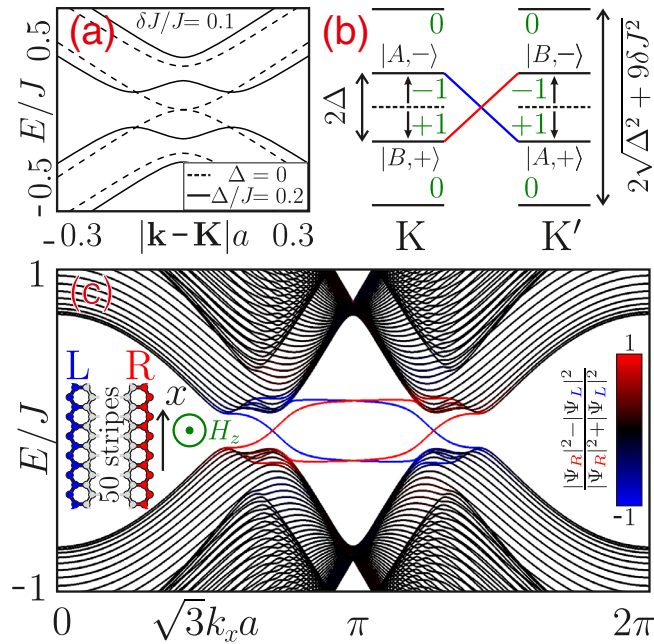 (a)
δJ/J= 0.1
E/J
0.5
-0.5
Δ = 0
Δ/J= 0.2
-0.3
|k−K|a
0.3
(b)
0
0
|A,−⟩
|B,−⟩
−1
−1
2Δ
+1
+1
|B,+⟩
|A,+⟩
0
0
K
K′
2√Δ² + 9δJ²
(c)
1
E/J
-1
L
R
x
50 stripes
H_z
1
|Ψ_R|²−|Ψ_L|²
|Ψ_R|²+|Ψ_L|²
-1
0
√3k_xa
π
2π